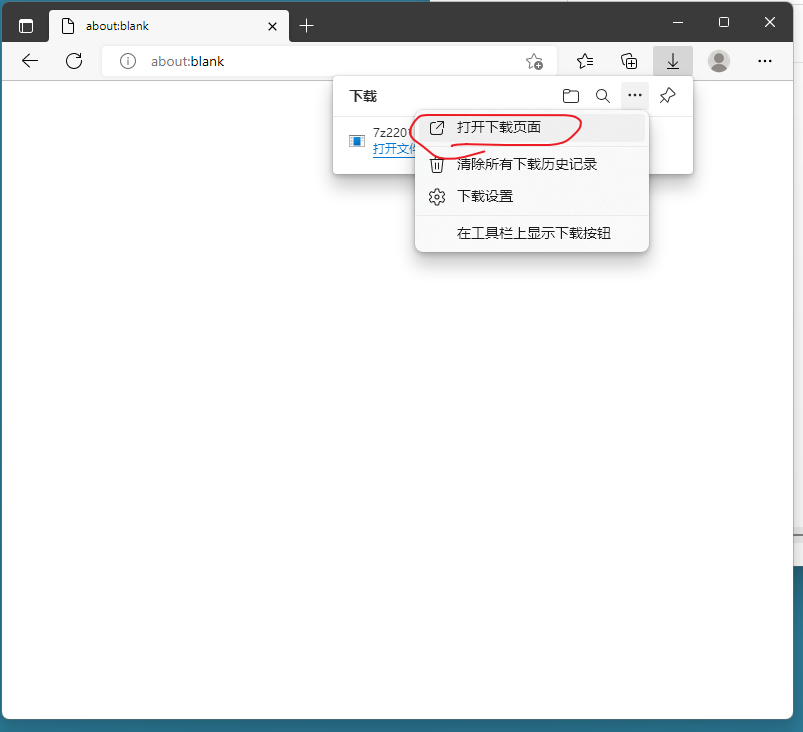 about:blank
about:blank
下载
7z2201
打开文件
打开下载页面
清除所有下载历史记录
下载设置
在工具栏上显示下载按钮